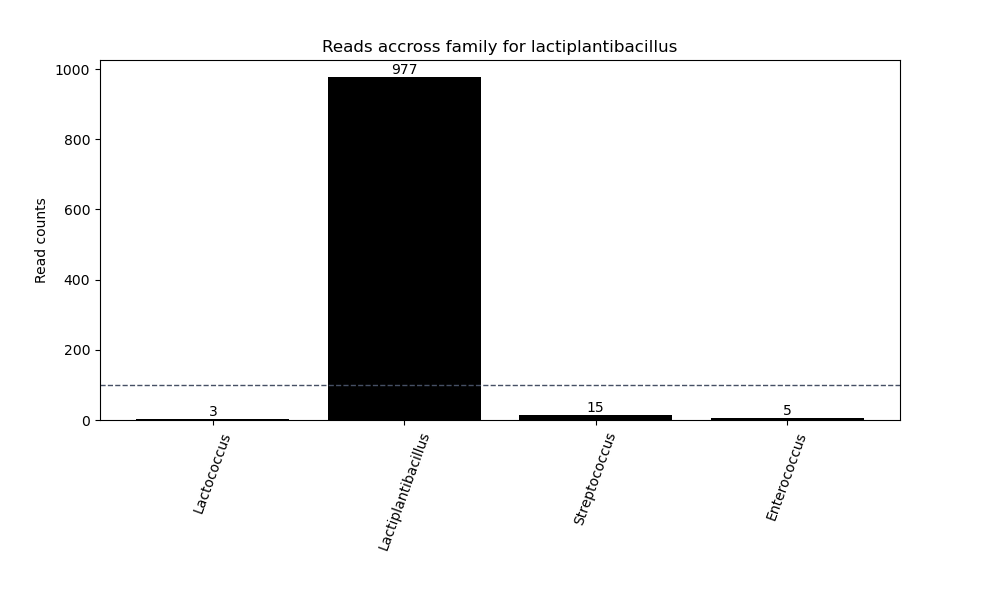 Reads accross family for lactiplantibacillus
1000
800
600
400
200
0
Read counts
3
977
15
5
Lactococcus
Lactiplantibacillus
Streptococcus
Enterococcus